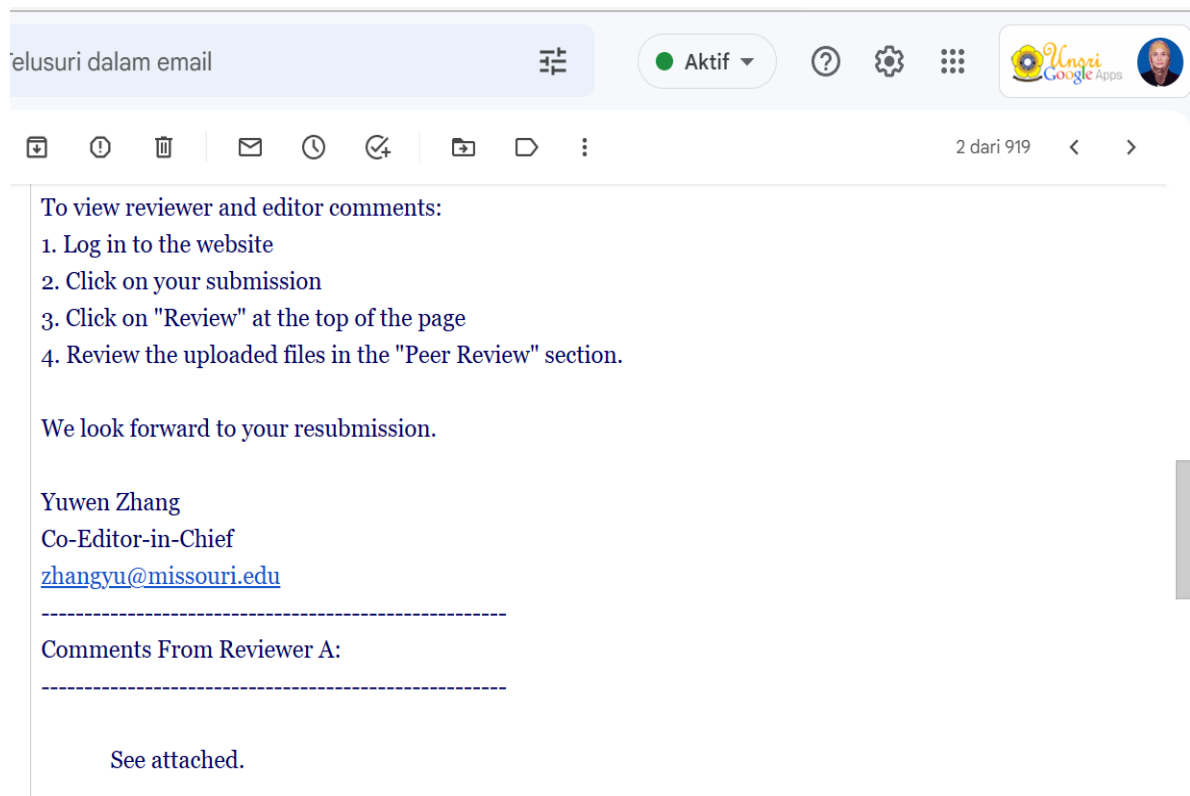 elusuri dalam email
Aktif
Unsri
Google Apps
2 dari 919
To view reviewer and editor comments:
1. Log in to the website
2. Click on your submission
3. Click on "Review" at the top of the page
4. Review the uploaded files in the "Peer Review" section.
We look forward to your resubmission.
Yuwen Zhang
Co-Editor-in-Chief
zhangyu@missouri.edu
------------------------------------------------------
Comments From Reviewer A:
------------------------------------------------------
See attached.